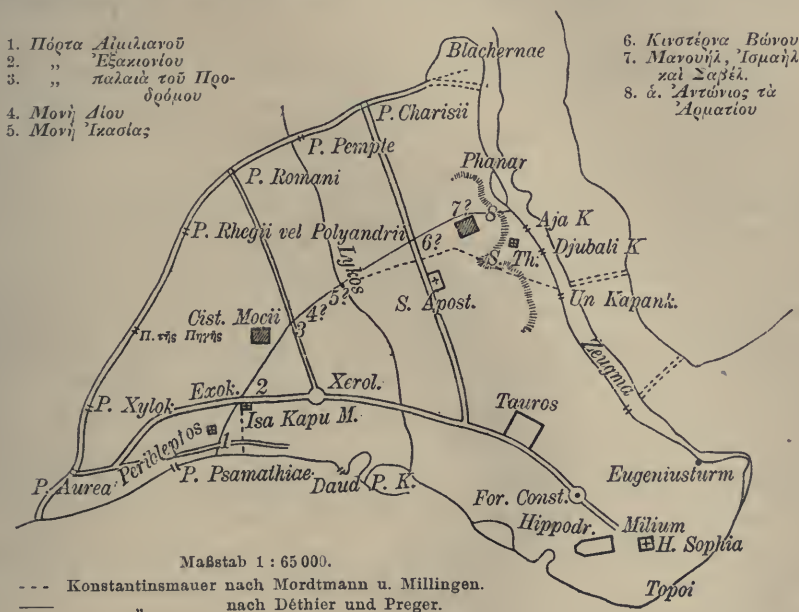 1. Πόρτα Αἰμιλιανοῦ
2. „ Ἐξακιονίου
3. „ παλαιὰ τοῦ Προ-
δρόμου
4. Μονὴ Δίου
5. Μονὴ Ἰκασίας
6. Κινστέρνα Βώνου
7. Μανουήλ, Ἰσμαὴλ
καὶ Σαβέλ.
8. ἁ. Ἀντώνιος τὰ
Ἀρματίου
Blachernae
P. Charisii
P. Pemple
Phanar
P. Romani
7?
8
Aja K
P. Rhegii vel Polyandrii
6?
Djubali K
S. Th.
Lykos
5?
S. Apost.
Un Kapank.
4?
Cist. Mocii
3
Π. τῆς Πηγῆς
Zeugma
Exok.
2
Xerol.
P. Xylok
Isa Kapu M.
Tauros
Peribleptos
1
P. Aurea
P. Psamathiae
Daud P. K.
Eugeniusturm
For. Const.
Hippodr.
Milium
H. Sophia
Topoi
Maßstab 1 : 65 000.
--- Konstantinsmauer nach Mordtmann u. Millingen.
— „ nach Déthier und Preger.